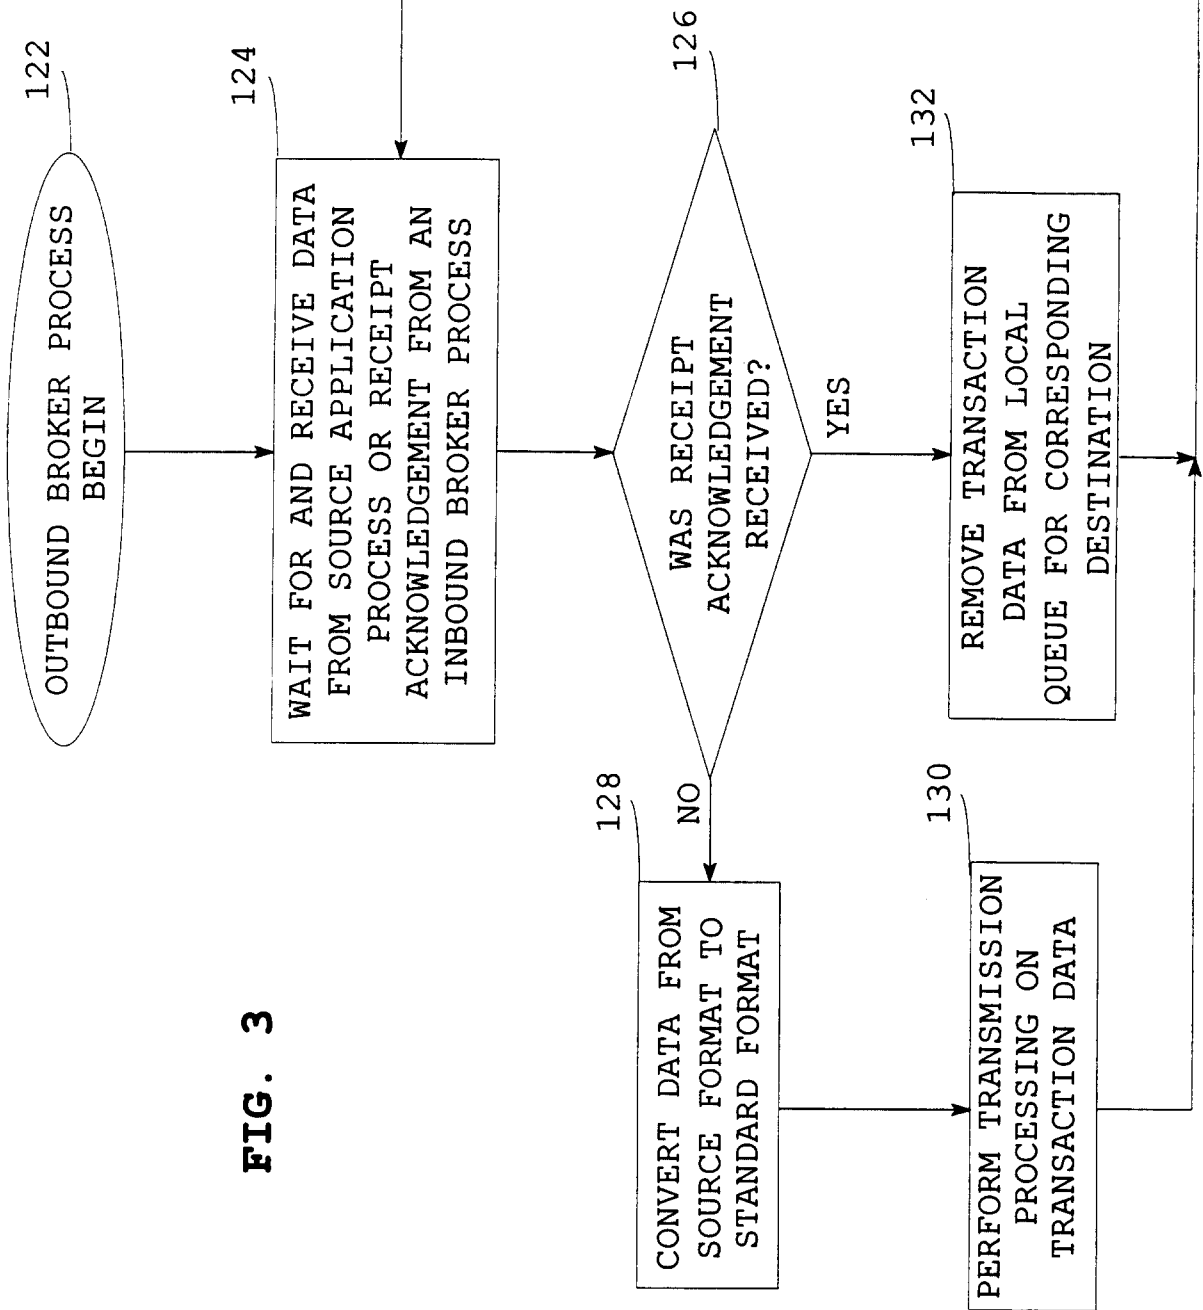 122
OUTBOUND BROKER PROCESS
BEGIN
124
WAIT FOR AND RECEIVE DATA
FROM SOURCE APPLICATION
PROCESS OR RECEIPT
ACKNOWLEDGEMENT FROM AN
INBOUND BROKER PROCESS
126
WAS RECEIPT
ACKNOWLEDGEMENT
RECEIVED?
NO
YES
128
CONVERT DATA FROM
SOURCE FORMAT TO
STANDARD FORMAT
130
PERFORM TRANSMISSION
PROCESSING ON
TRANSACTION DATA
132
REMOVE TRANSACTION
DATA FROM LOCAL
QUEUE FOR CORRESPONDING
DESTINATION
FIG. 3